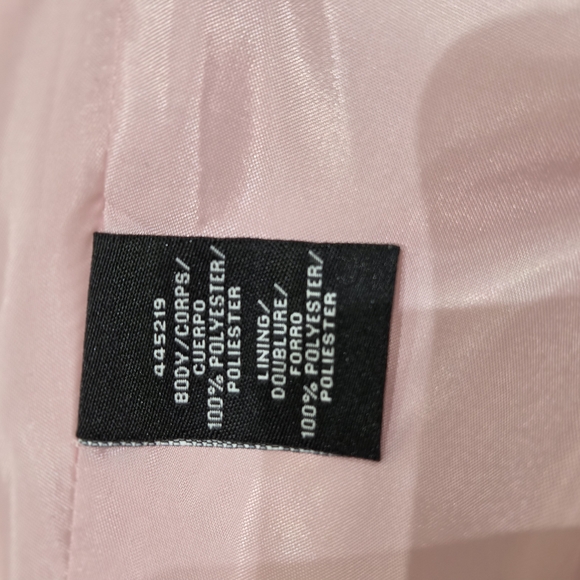 445219
BODY/CORPS/
CUERPO
100% POLYESTER/
POLIESTER
LINING/
DOUBLURE/
FORRO
100% POLYESTER/
POLIESTER